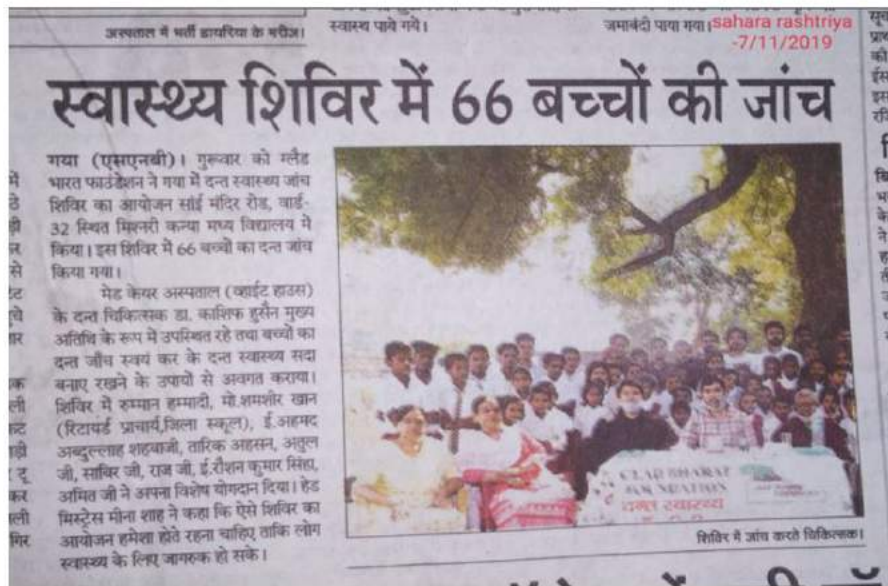 अस्पताल में भर्ती डायरिया के मरीज।
स्वास्थ पाये गये।
जमाबंदी पाया गया।
sahara rashtriya
-7/11/2019
स्वास्थ्य शिविर में 66 बच्चों की जांच
गया (एसएनबी)। गुरूवार को ग्लैड
भारत फाउंडेशन ने गया में दन्त स्वास्थ्य जांच
शिविर का आयोजन साँई मंदिर रोड, वार्ड-
32 स्थित मिश्नरी कन्या मध्य विद्यालय में
किया। इस शिविर में 66 बच्चों का दन्त जांच
किया गया।
मेड केयर अस्पताल (व्हाईट हाउस)
के दन्त चिकित्सक डा. काशिफ हुसैन मुख्य
अतिथि के रूप में उपस्थित रहे तथा बच्चों का
दन्त जाँच स्वयं कर के दन्त स्वास्थ्य सदा
बनाए रखने के उपायों से अवगत कराया।
शिविर में रुम्मान हम्मादी, मो.शमशीर खान
(रिटायर्ड प्राचार्य,जिला स्कूल), ई.अहमद
अब्दुल्लाह शहबाजी, तारिक अहसन, अतुल
जी, साबिर जी, राज जी, ई.रौशन कुमार सिंहा,
अमित जी ने अपना विशेष योगदान दिया। हेड
मिस्ट्रेस मीना शाह ने कहा कि ऐसे शिविर का
आयोजन हमेशा होते रहना चाहिए ताकि लोग
स्वास्थ्य के लिए जागरूक हो सके।
BHARAT
दन्त स्वास्थ्य
शिविर में जांच करते चिकित्सक।